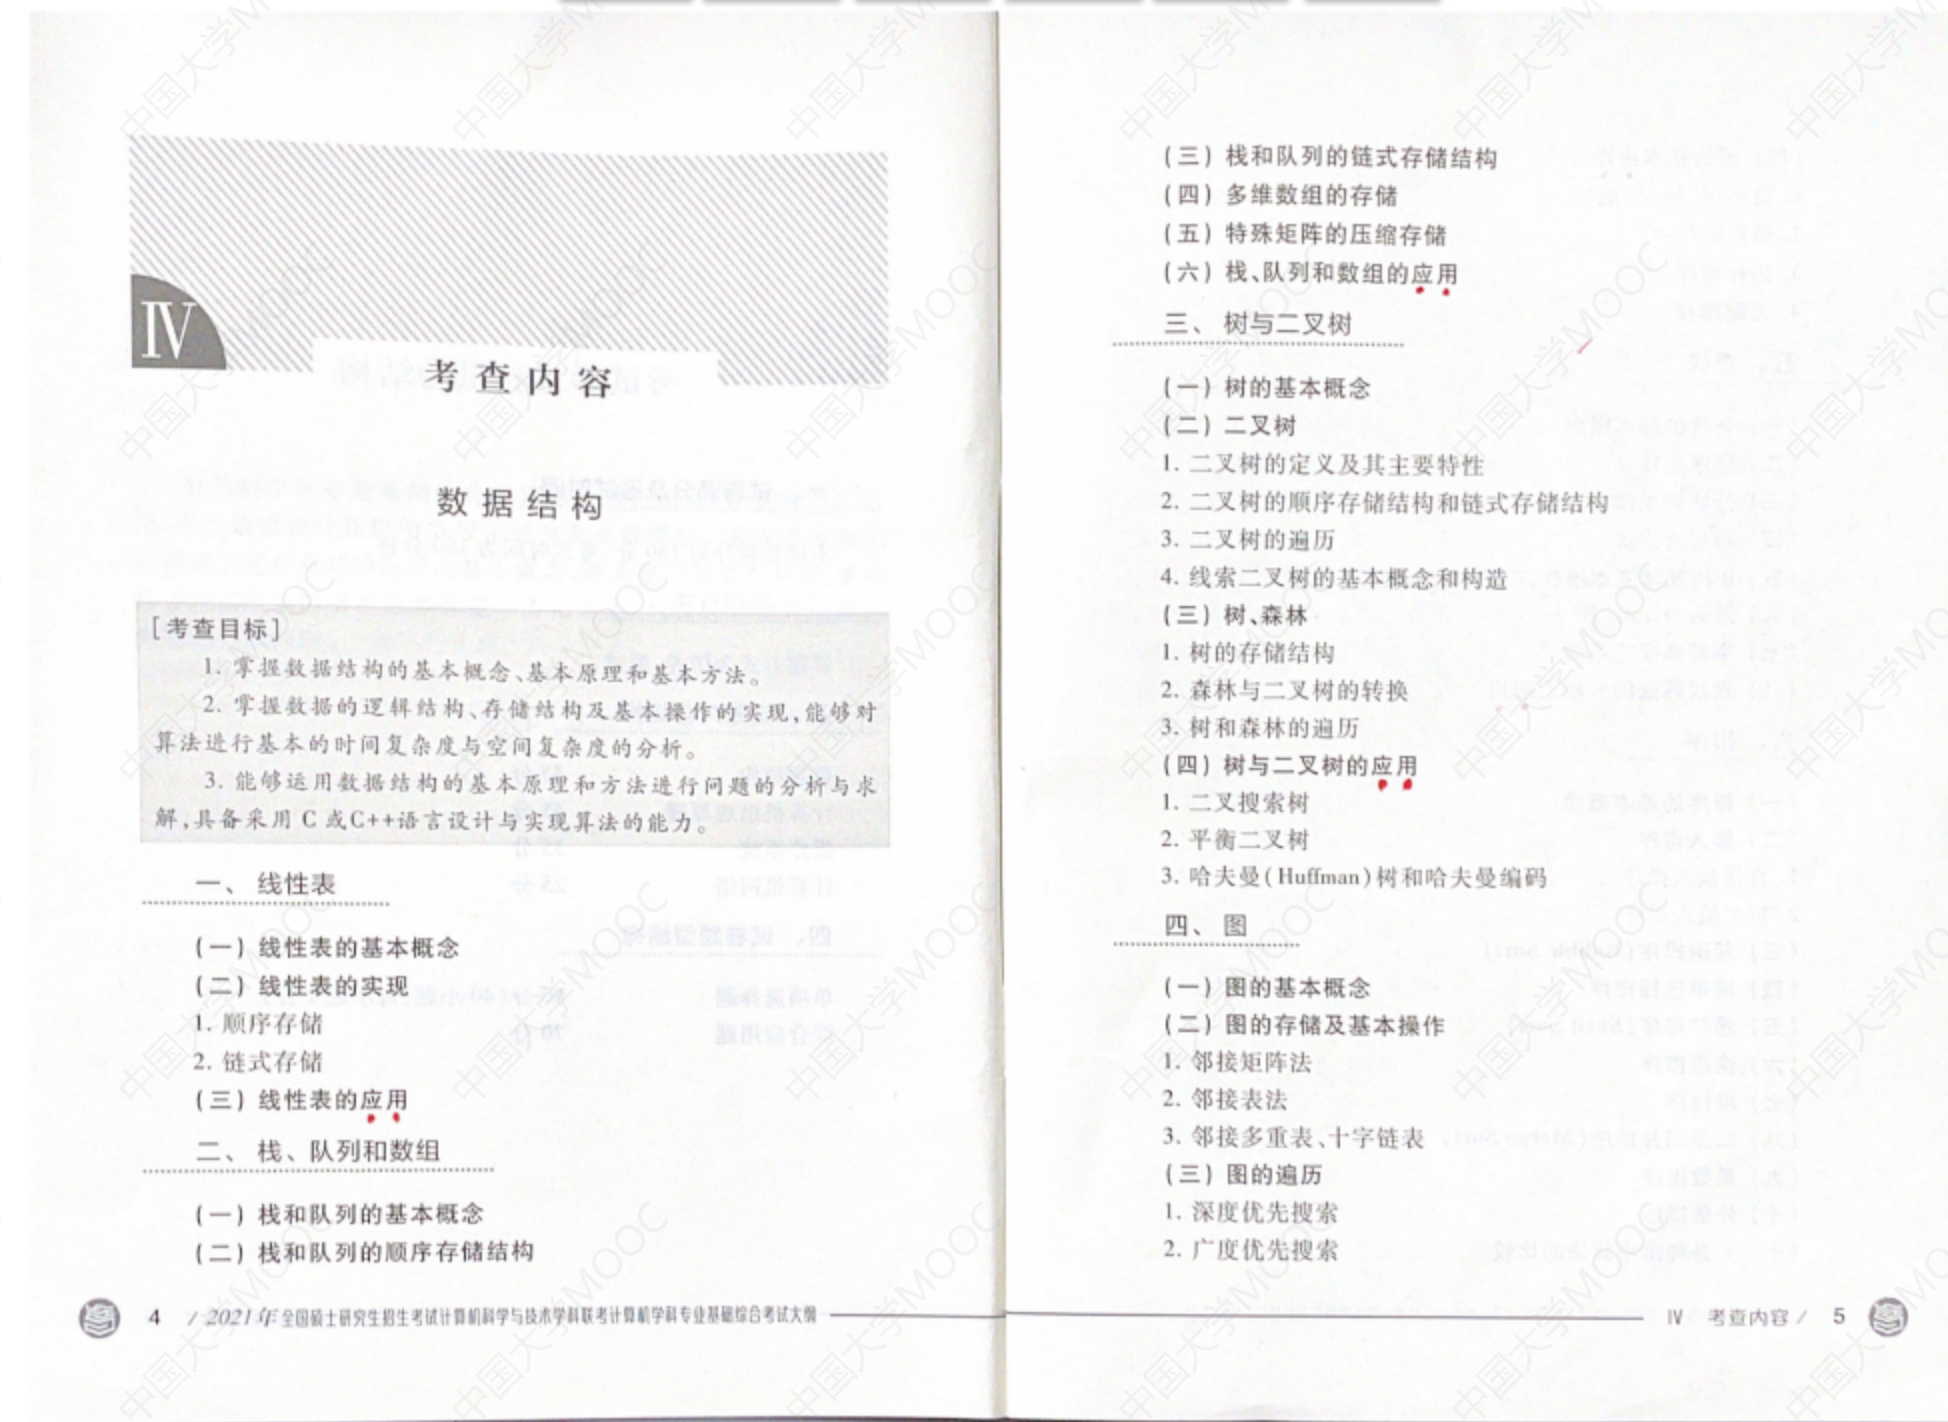 IV
考查内容
数据结构
[考查目标]
1. 掌握数据结构的基本概念、基本原理和基本方法。
2. 掌握数据的逻辑结构、存储结构及基本操作的实现,能够对
算法进行基本的时间复杂度与空间复杂度的分析。
3. 能够运用数据结构的基本原理和方法进行问题的分析与求
解,具备采用 C 或C++语言设计与实现算法的能力。
一、 线性表
(一) 线性表的基本概念
(二) 线性表的实现
1. 顺序存储
2. 链式存储
(三) 线性表的应用
二、 栈、队列和数组
(一) 栈和队列的基本概念
(二) 栈和队列的顺序存储结构
4 / 2021年全国硕士研究生招生考试计算机科学与技术学科联考计算机学科专业基础综合考试大纲
(三) 栈和队列的链式存储结构
(四) 多维数组的存储
(五) 特殊矩阵的压缩存储
(六) 栈、队列和数组的应用
三、 树与二叉树
(一) 树的基本概念
(二) 二叉树
1. 二叉树的定义及其主要特性
2. 二叉树的顺序存储结构和链式存储结构
3. 二叉树的遍历
4. 线索二叉树的基本概念和构造
(三) 树、森林
1. 树的存储结构
2. 森林与二叉树的转换
3. 树和森林的遍历
(四) 树与二叉树的应用
1. 二叉搜索树
2. 平衡二叉树
3. 哈夫曼(Huffman)树和哈夫曼编码
四、 图
(一) 图的基本概念
(二) 图的存储及基本操作
1. 邻接矩阵法
2. 邻接表法
3. 邻接多重表、十字链表
(三) 图的遍历
1. 深度优先搜索
2. 广度优先搜索
IV 考查内容 / 5
中国大学MOOC